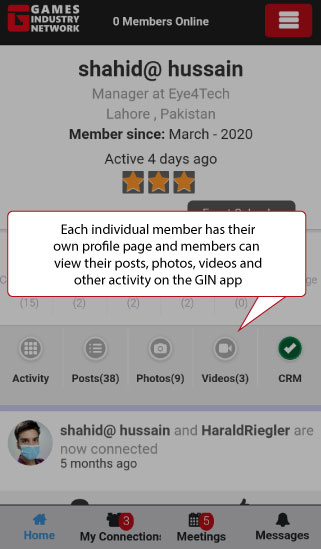 GAMES
INDUSTRY
NETWORK
0 Members Online
shahid@ hussain
Manager at Eye4Tech
Lahore , Pakistan
Member since: March - 2020
Active 4 days ago
Each individual member has their
own profile page and members can
view their posts, photos, videos and
other activity on the GIN app
(15) (2) (2) (2) (0)
Activity Posts(38) Photos(9) Videos(3) CRM
shahid@ hussain and HaraldRiegler are
now connected
5 months ago
3 5
Home My Connection Meetings Messages